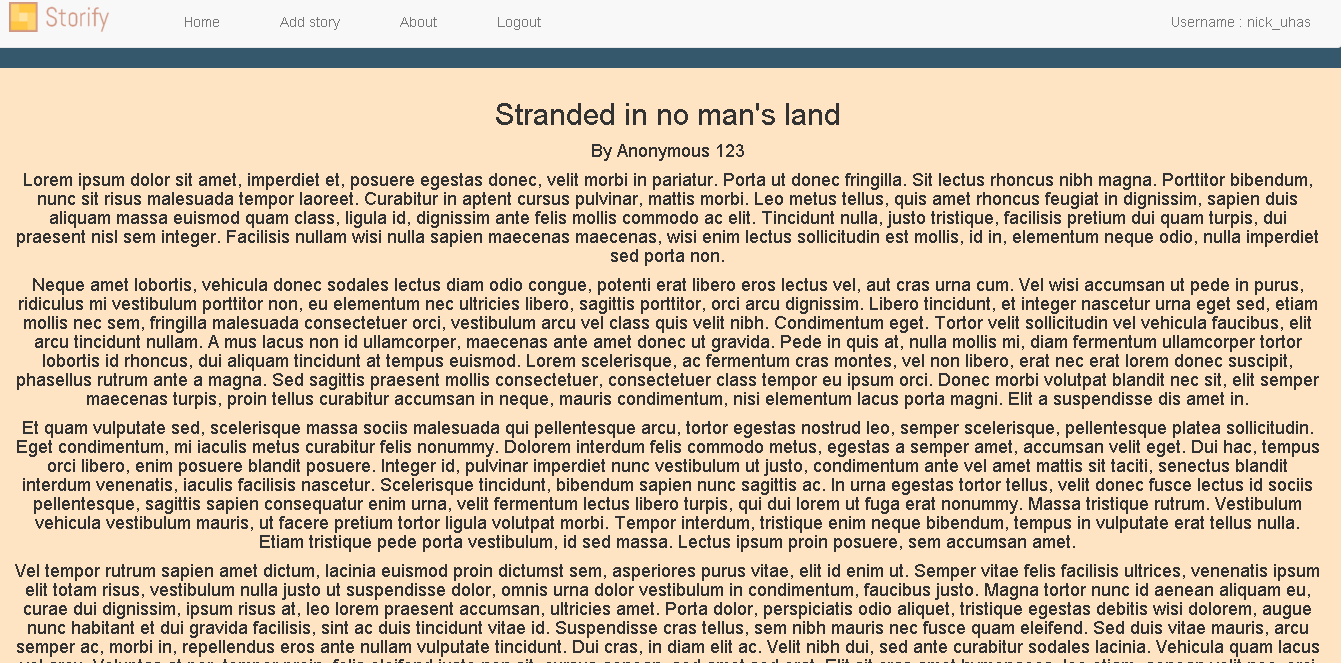 Storify
Home
Add story
About
Logout
Username : nick_uhas
Stranded in no man's land
By Anonymous 123
Lorem ipsum dolor sit amet, imperdiet et, posuere egestas donec, velit morbi in pariatur. Porta ut donec fringilla. Sit lectus rhoncus nibh magna. Porttitor bibendum,
nunc sit risus malesuada tempor laoreet. Curabitur in aptent cursus pulvinar, mattis morbi. Leo metus tellus, quis amet rhoncus feugiat in dignissim, sapien duis
aliquam massa euismod quam class, ligula id, dignissim ante felis mollis commodo ac elit. Tincidunt nulla, justo tristique, facilisis pretium dui quam turpis, dui
praesent nisl sem integer. Facilisis nullam wisi nulla sapien maecenas maecenas, wisi enim lectus sollicitudin est mollis, id in, elementum neque odio, nulla imperdiet
sed porta non.
Neque amet lobortis, vehicula donec sodales lectus diam odio congue, potenti erat libero eros lectus vel, aut cras urna cum. Vel wisi accumsan ut pede in purus,
ridiculus mi vestibulum porttitor non, eu elementum nec ultricies libero, sagittis porttitor, orci arcu dignissim. Libero tincidunt, et integer nascetur urna eget sed, etiam
mollis nec sem, fringilla malesuada consectetuer orci, vestibulum arcu vel class quis velit nibh. Condimentum eget. Tortor velit sollicitudin vel vehicula faucibus, elit
arcu tincidunt nullam. A mus lacus non id ullamcorper, maecenas ante amet donec ut gravida. Pede in quis at, nulla mollis mi, diam fermentum ullamcorper tortor
lobortis id rhoncus, dui aliquam tincidunt at tempus euismod. Lorem scelerisque, ac fermentum cras montes, vel non libero, erat nec erat lorem donec suscipit,
phasellus rutrum ante a magna. Sed sagittis praesent mollis consectetuer, consectetuer class tempor eu ipsum orci. Donec morbi volutpat blandit nec sit, elit semper
maecenas turpis, proin tellus curabitur accumsan in neque, mauris condimentum, nisi elementum lacus porta magni. Elit a suspendisse dis amet in.
Et quam vulputate sed, scelerisque massa sociis malesuada qui pellentesque arcu, tortor egestas nostrud leo, semper scelerisque, pellentesque platea sollicitudin.
Eget condimentum, mi iaculis metus curabitur felis nonummy. Dolorem interdum felis commodo metus, egestas a semper amet, accumsan velit eget. Dui hac, tempus
orci libero, enim posuere blandit posuere. Integer id, pulvinar imperdiet nunc vestibulum ut justo, condimentum ante vel amet mattis sit taciti, senectus blandit
interdum venenatis, iaculis facilisis nascetur. Scelerisque tincidunt, bibendum sapien nunc sagittis ac. In urna egestas tortor tellus, velit donec fusce lectus id sociis
pellentesque, sagittis sapien consequatur enim urna, velit fermentum lectus libero turpis, qui dui lorem ut fuga erat nonummy. Massa tristique rutrum. Vestibulum
vehicula vestibulum mauris, ut facere pretium tortor ligula volutpat morbi. Tempor interdum, tristique enim neque bibendum, tempus in vulputate erat tellus nulla.
Etiam tristique pede porta vestibulum, id sed massa. Lectus ipsum proin posuere, sem accumsan amet.
Vel tempor rutrum sapien amet dictum, lacinia euismod proin dictumst sem, asperiores purus vitae, elit id enim ut. Semper vitae felis facilisis ultrices, venenatis ipsum
elit totam risus, vestibulum nulla justo ut suspendisse dolor, omnis urna dolor vestibulum in condimentum, faucibus justo. Magna tortor nunc id aenean aliquam eu,
curae dui dignissim, ipsum risus at, leo lorem praesent accumsan, ultricies amet. Porta dolor, perspiciatis odio aliquet, tristique egestas debitis wisi dolorem, augue
nunc habitant et dui gravida facilisis, sint ac duis tincidunt vitae id. Suspendisse cras tellus, sem nibh mauris nec fusce quam eleifend. Sed duis vitae mauris, arcu
semper ac, morbi in, repellendus eros ante nullam vulputate tincidunt. Dui cras, in diam elit ac. Velit nibh dui, sed ante curabitur sodales lacinia. Vehicula quam lacus